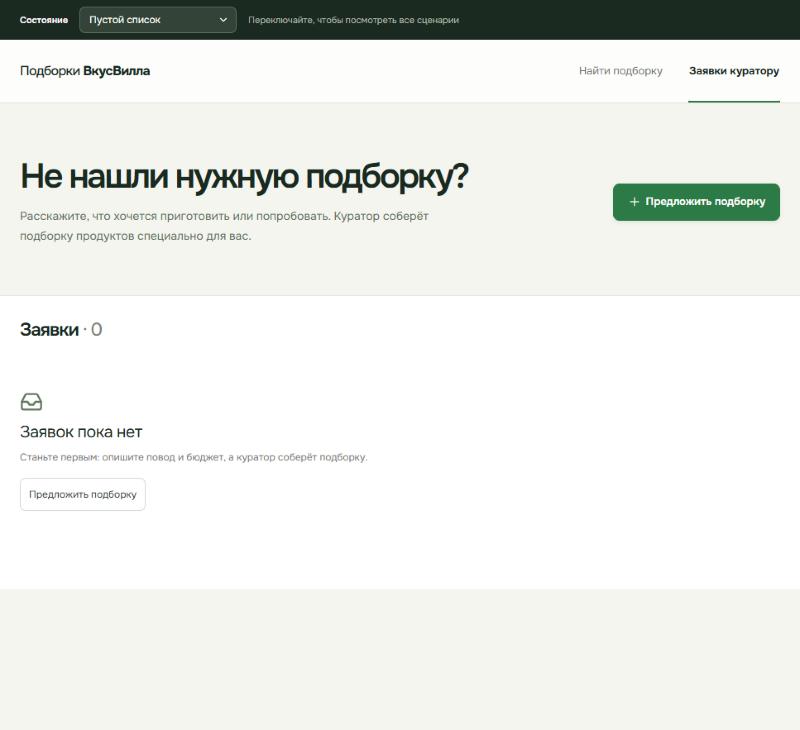 Состояние Пустой список Переключайте, чтобы посмотреть все сценарии
Подборки ВкусВилла Найти подборку Заявки куратору
Не нашли нужную подборку?
Расскажите, что хочется приготовить или попробовать. Куратор соберёт
подборку продуктов специально для вас.
+ Предложить подборку
Заявки · 0
Заявок пока нет
Станьте первым: опишите повод и бюджет, а куратор соберёт подборку.
Предложить подборку